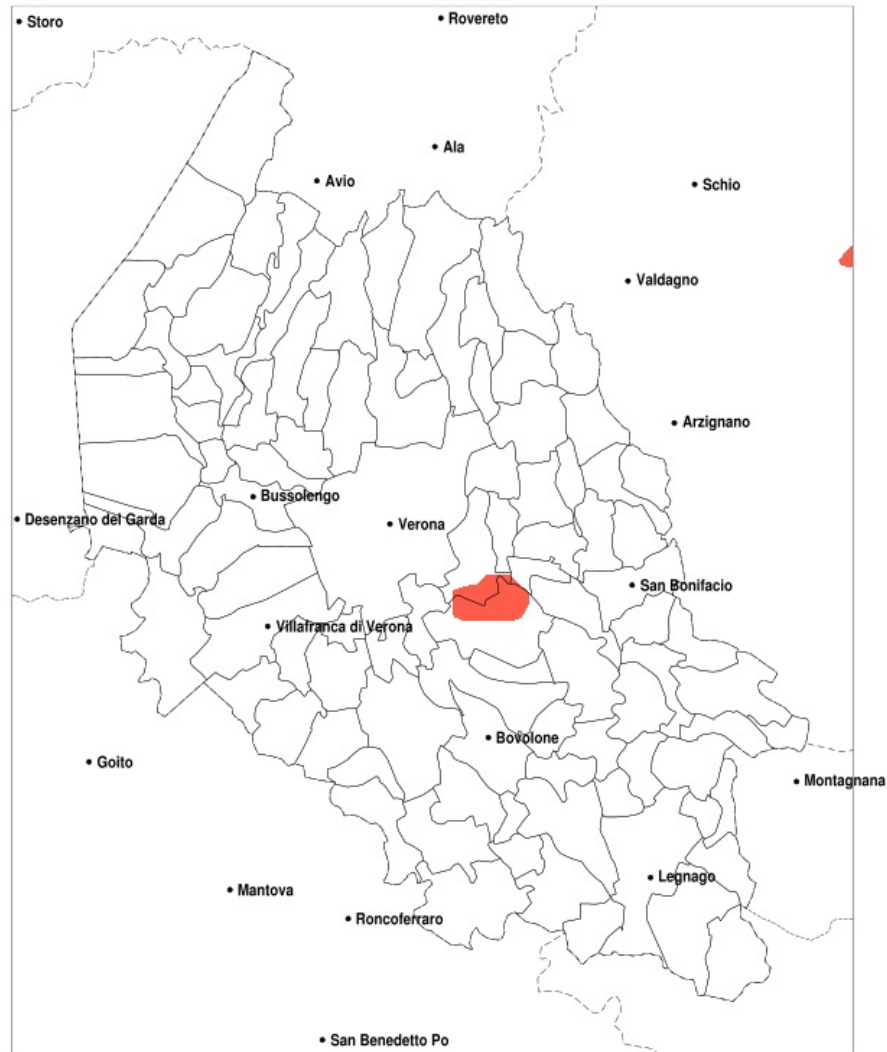 Storo
Rovereto
Ala
Avio
Schio
Valdagno
Arzignano
Bussolengo
Desenzano del Garda
Verona
San Bonifacio
Villafranca di Verona
Bovolone
Goito
Montagnana
Legnago
Mantova
Roncoferraro
San Benedetto Po